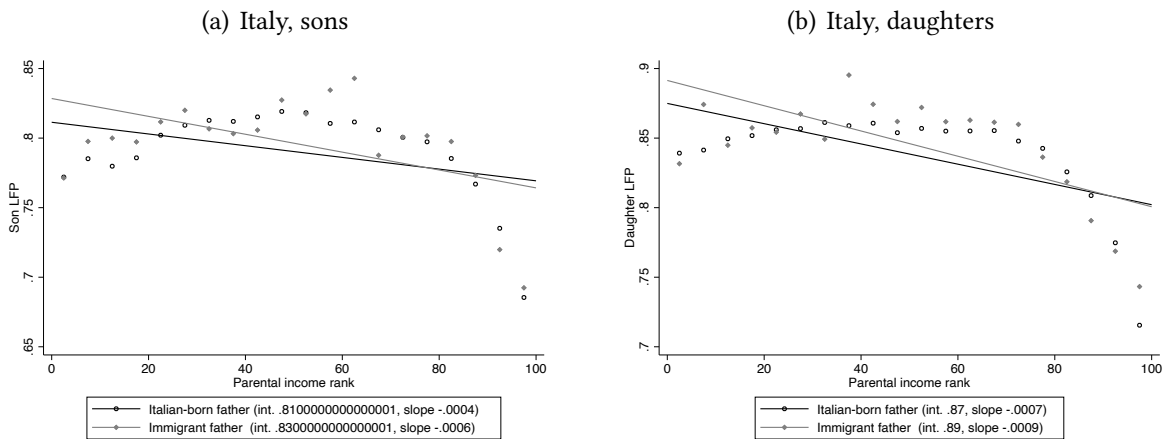 (a) Italy, sons
.85
.8
.75
.7
.65
Son LFP
0 20 40 60 80 100
Parental income rank
Italian-born father (int. .8100000000000001, slope -.0004)
Immigrant father (int. .8300000000000001, slope -.0006)
(b) Italy, daughters
.9
.85
.8
.75
.7
Daughter LFP
0 20 40 60 80 100
Parental income rank
Italian-born father (int. .87, slope -.0007)
Immigrant father (int. .89, slope -.0009)